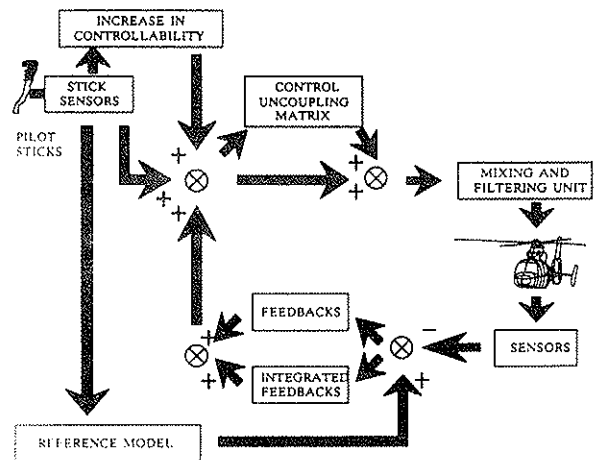 INCREASE IN
CONTROLLABILITY
STICK
SENSORS
PILOT
STICKS
CONTROL
UNCOUPLING
MATRIX
+
+
+
+
+
MIXING AND
FILTERING UNIT
FEEDBACKS
INTEGRATED
FEEDBACKS
+
+
−
+
SENSORS
REFERENCE MODEL